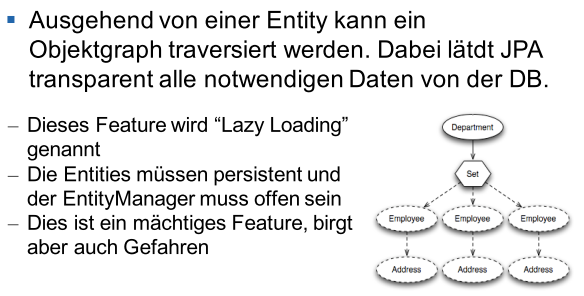 Ausgehend von einer Entity kann ein
Objektgraph traversiert werden. Dabei lätdt JPA
transparent alle notwendigen Daten von der DB.
– Dieses Feature wird “Lazy Loading”
genannt
– Die Entities müssen persistent und
der EntityManager muss offen sein
– Dies ist ein mächtiges Feature, birgt
aber auch Gefahren
Department
Set
Employee Employee Employee
Address Address Address